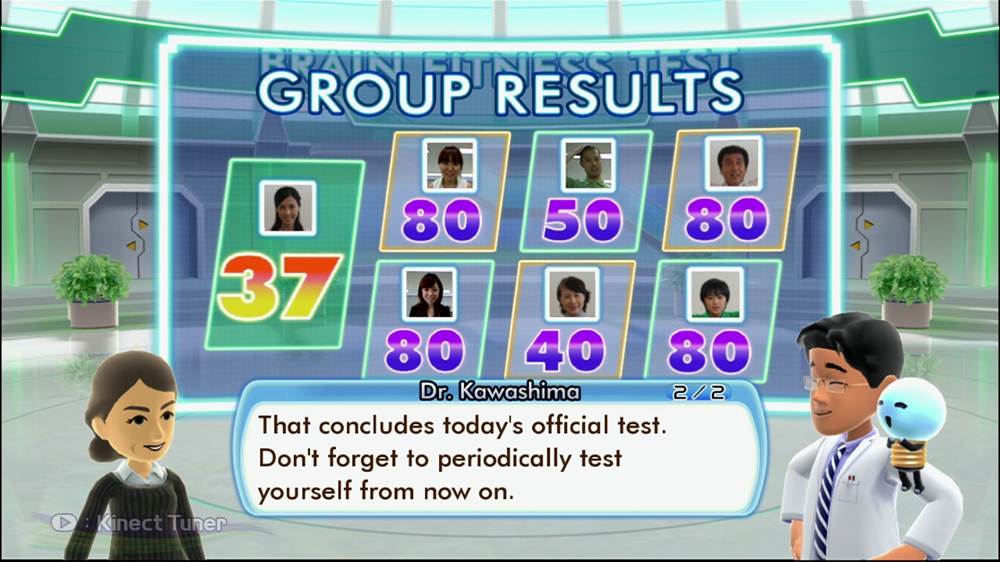 BRAIN FITNESS TEST
GROUP RESULTS
37
80
50
80
80
40
80
Dr. Kawashima
2/2
That concludes today's official test.
Don't forget to periodically test
yourself from now on.
: Kinect Tuner